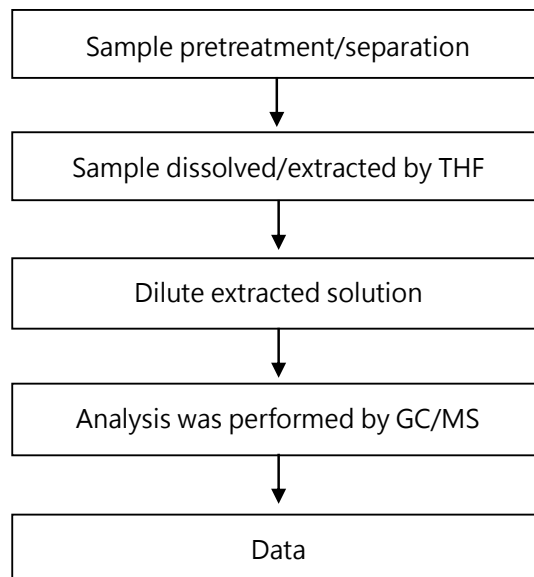 Sample pretreatment/separation
Sample dissolved/extracted by THF
Dilute extracted solution
Analysis was performed by GC/MS
Data